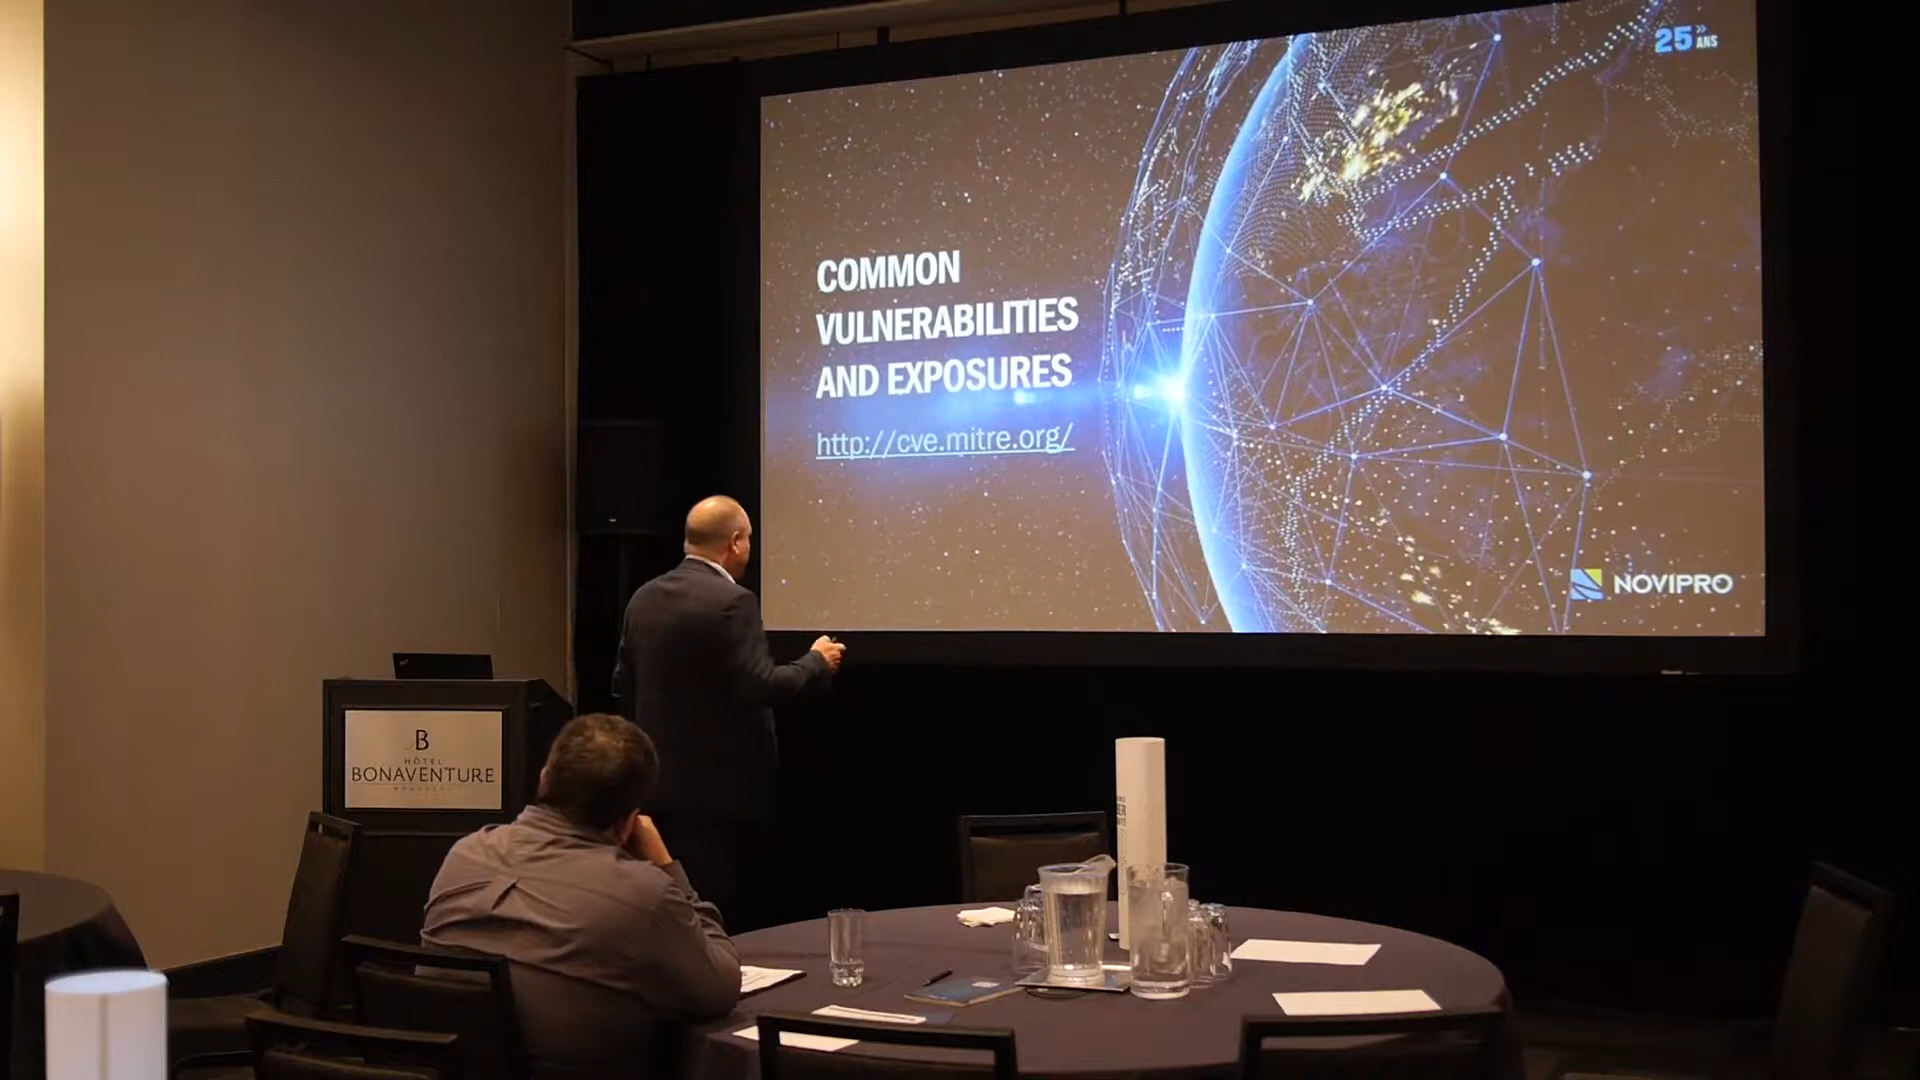 25 ANS
COMMON
VULNERABILITIES
AND EXPOSURES
http://cve.mitre.org/
NOVIPRO
B
HÔTEL
BONAVENTURE